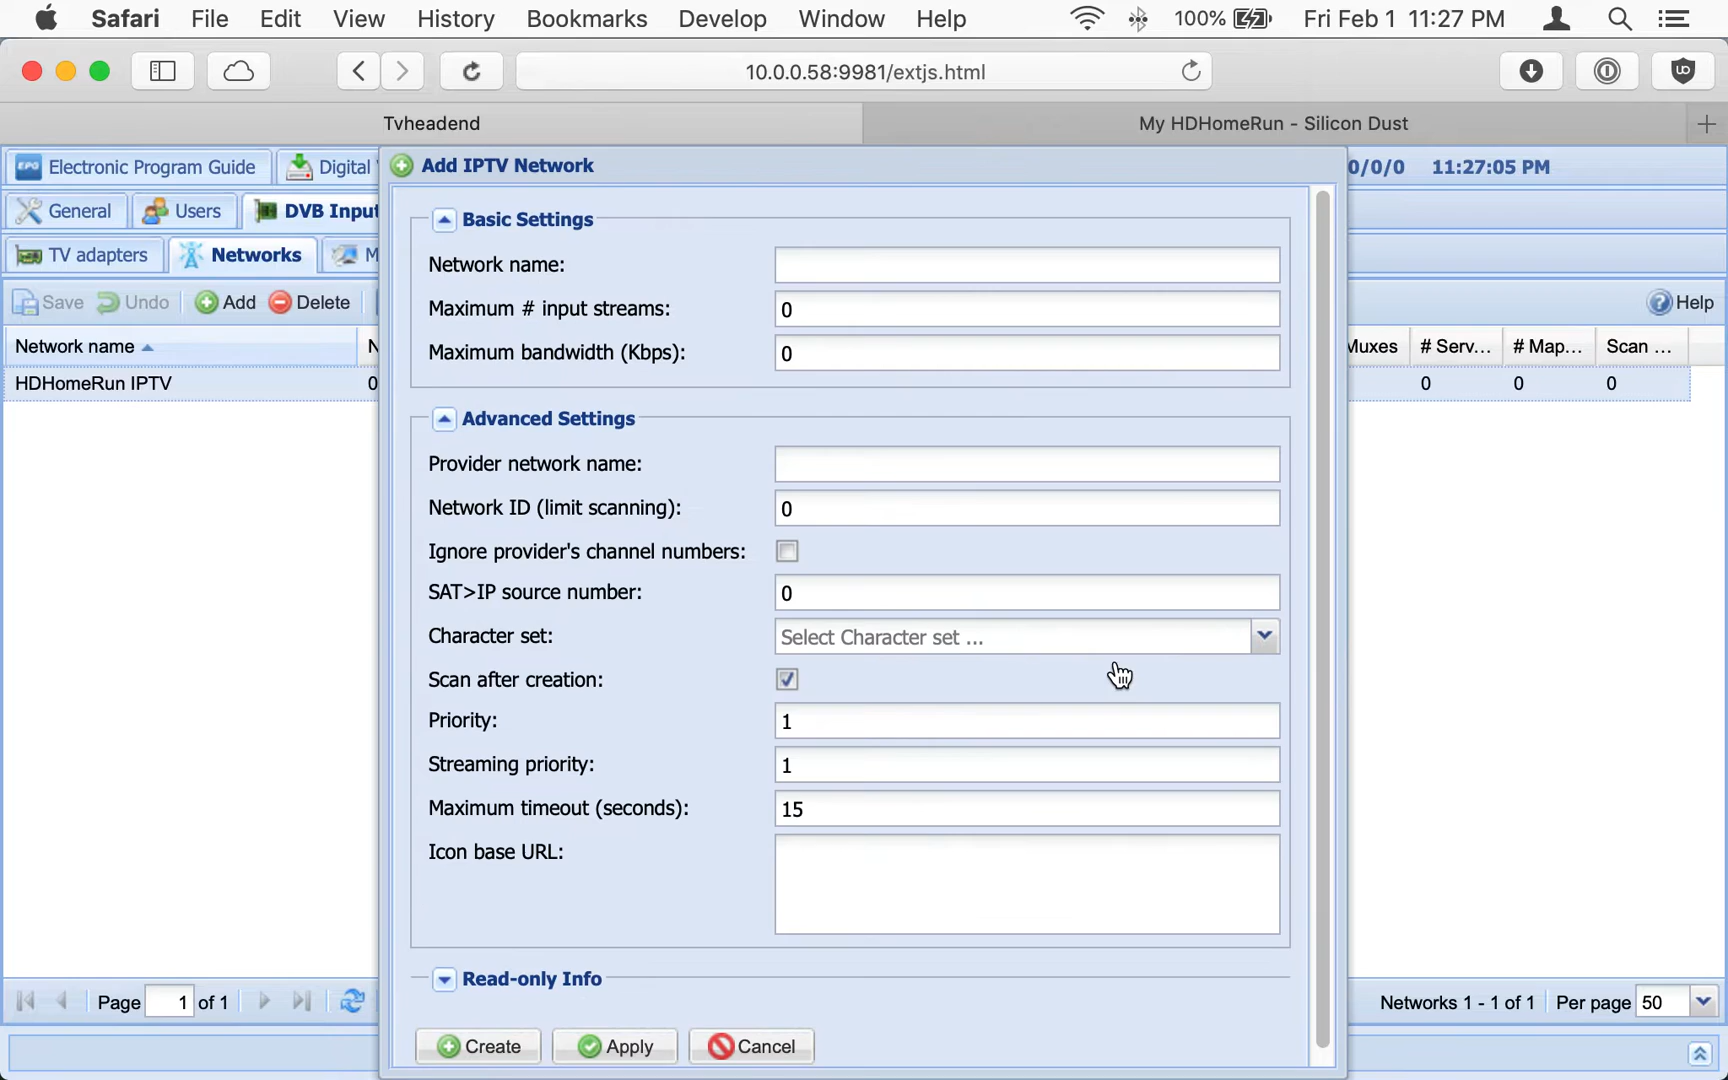 Safari File Edit View History Bookmarks Develop Window Help 100% Fri Feb 1 11:27 PM
10.0.0.58:9981/extjs.html
Tvheadend My HDHomeRun - Silicon Dust
EPG Electronic Program Guide Digital Add IPTV Network 0/0/0 11:27:05 PM
General Users DVB Input
TV adapters Networks M
Save Undo Add Delete Help
Network name N Muxes # Serv... # Map... Scan ...
HDHomeRun IPTV 0 0 0 0
Basic Settings
Network name:
Maximum # input streams: 0
Maximum bandwidth (Kbps): 0
Advanced Settings
Provider network name:
Network ID (limit scanning): 0
Ignore provider's channel numbers:
SAT>IP source number: 0
Character set: Select Character set ...
Scan after creation:
Priority: 1
Streaming priority: 1
Maximum timeout (seconds): 15
Icon base URL:
Read-only Info
Page 1 of 1 Networks 1 - 1 of 1 Per page 50
Create Apply Cancel